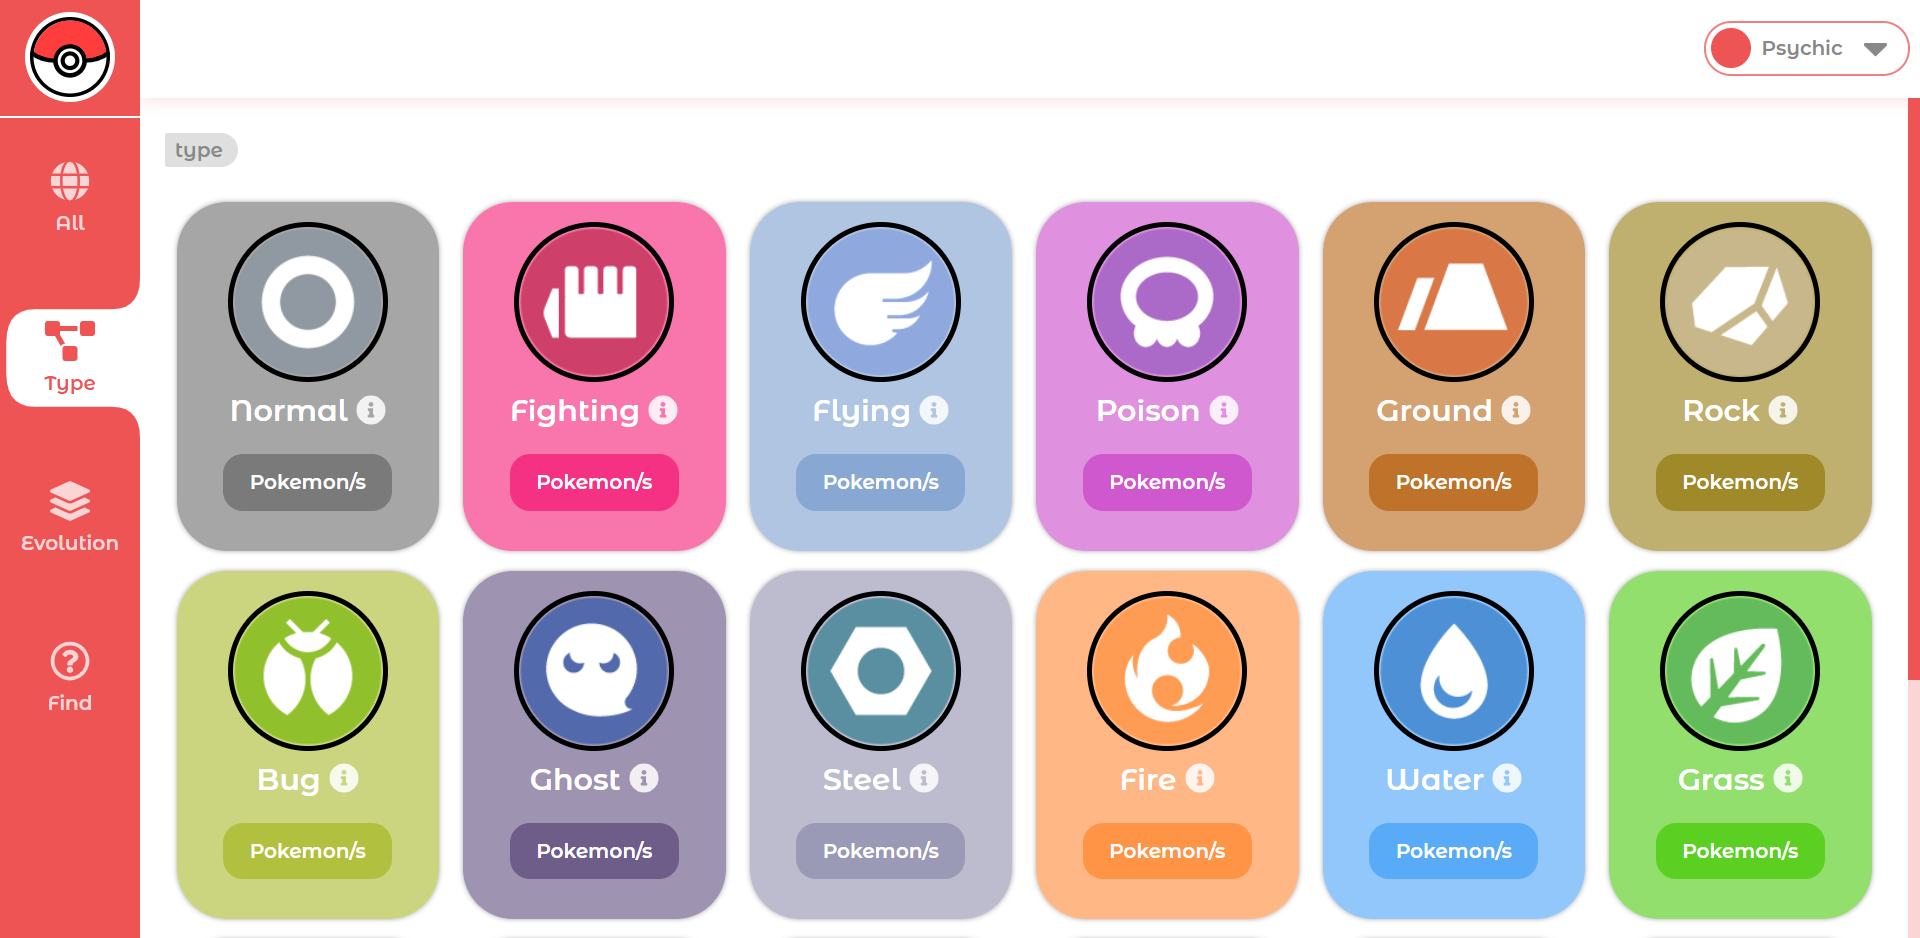 Psychic
type
All
Type
Evolution
Find
Normal
Fighting
Flying
Poison
Ground
Rock
Pokemon/s
Pokemon/s
Pokemon/s
Pokemon/s
Pokemon/s
Pokemon/s
Bug
Ghost
Steel
Fire
Water
Grass
Pokemon/s
Pokemon/s
Pokemon/s
Pokemon/s
Pokemon/s
Pokemon/s